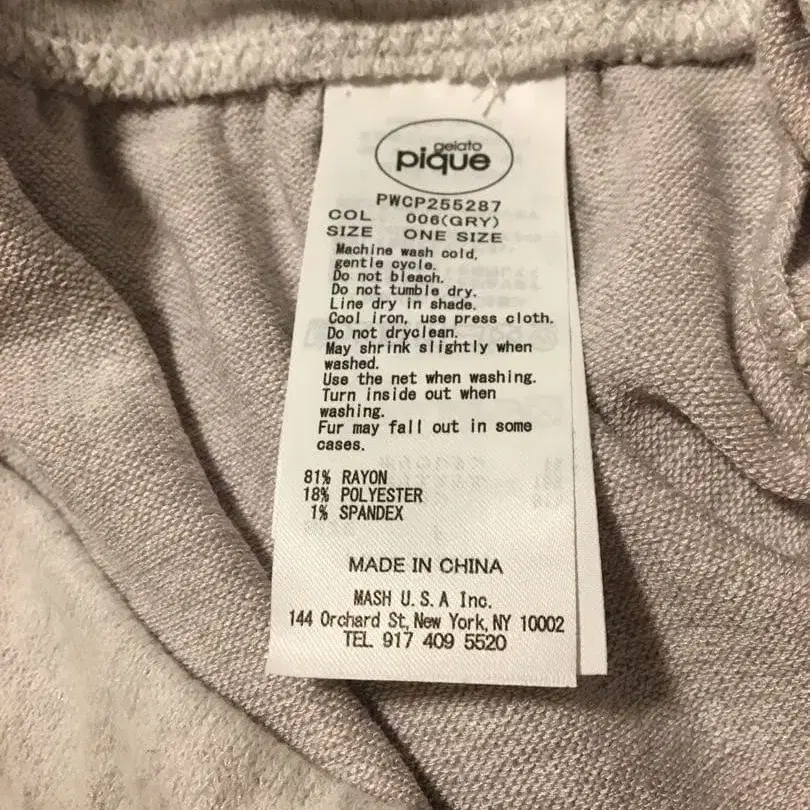 gelato
pique
PWCP255287
COL 006(GRY)
SIZE ONE SIZE
Machine wash cold,
gentle cycle.
Do not bleach.
Do not tumble dry.
Line dry in shade.
Cool iron, use press cloth.
Do not dryclean.
May shrink slightly when
washed.
Use the net when washing.
Turn inside out when
washing.
Fur may fall out in some
cases.
81% RAYON
18% POLYESTER
1% SPANDEX
MADE IN CHINA
MASH U.S.A Inc.
144 Orchard St, New York, NY 10002
TEL 917 409 5520